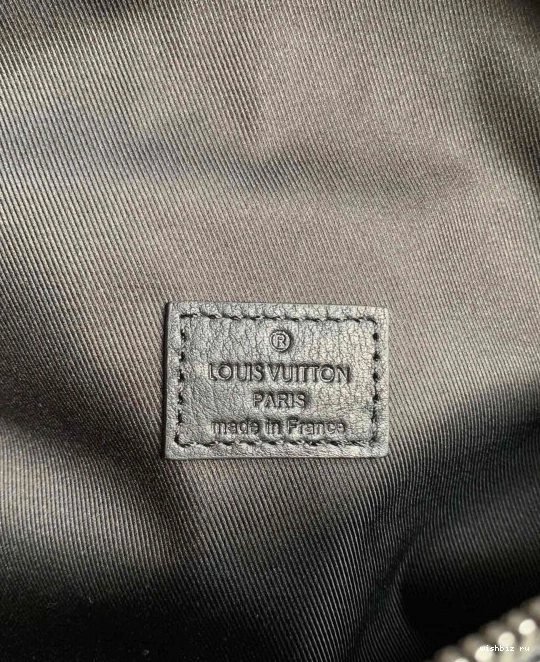 ®
LOUIS VUITTON
PARIS
made in France
mishbiz ru